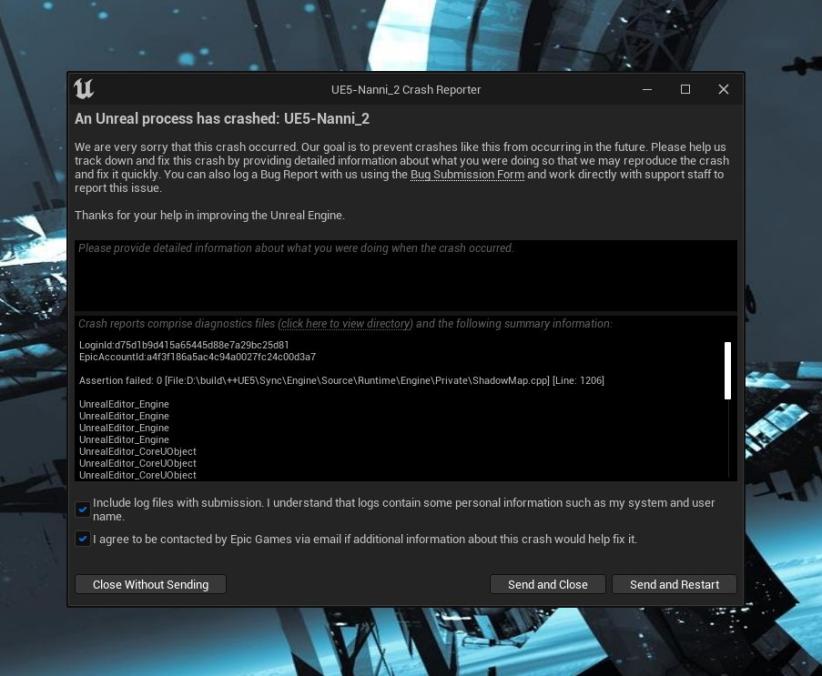 UE5-Nanni_2 Crash Reporter
An Unreal process has crashed: UE5-Nanni_2
We are very sorry that this crash occurred. Our goal is to prevent crashes like this from occurring in the future. Please help us
track down and fix this crash by providing detailed information about what you were doing so that we may reproduce the crash
and fix it quickly. You can also log a Bug Report with us using the Bug Submission Form and work directly with support staff to
report this issue.
Thanks for your help in improving the Unreal Engine.
Please provide detailed information about what you were doing when the crash occurred.
Crash reports comprise diagnostics files (click here to view directory) and the following summary information:
LoginId:d75d1b9d415a65445d88e7a29bc25d81
EpicAccountId:a4f3f186a5ac4c94a0027fc24c00d3a7
Assertion failed: 0 [File:D:\build\++UE5\Sync\Engine\Source\Runtime\Engine\Private\ShadowMap.cpp] [Line: 1206]
UnrealEditor_Engine
UnrealEditor_Engine
UnrealEditor_Engine
UnrealEditor_Engine
UnrealEditor_CoreUObject
UnrealEditor_CoreUObject
UnrealEditor_CoreUObject
Include log files with submission. I understand that logs contain some personal information such as my system and user
name.
I agree to be contacted by Epic Games via email if additional information about this crash would help fix it.
Close Without Sending
Send and Close
Send and Restart